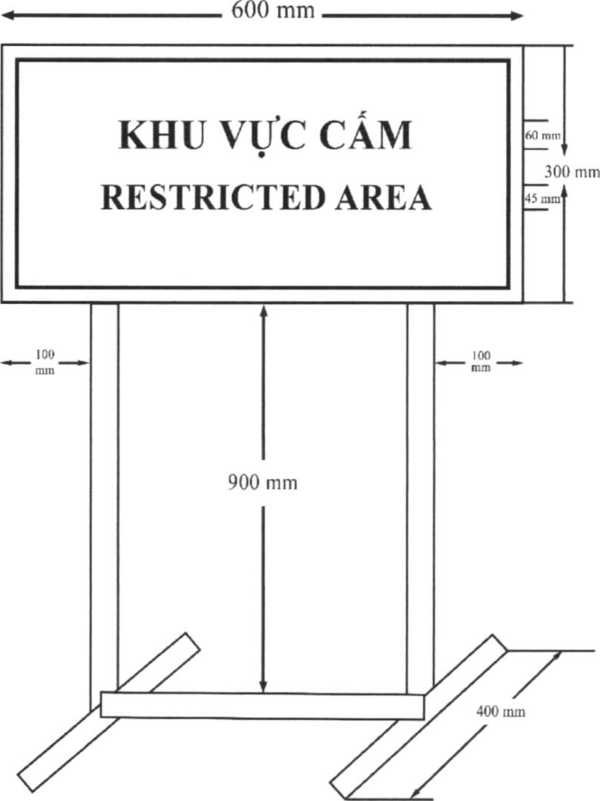 600 mm
KHU VỰC CẤM
RESTRICTED AREA
60 mm
300 mm
45 mm
100
mm
100
mm
900 mm
400 mm